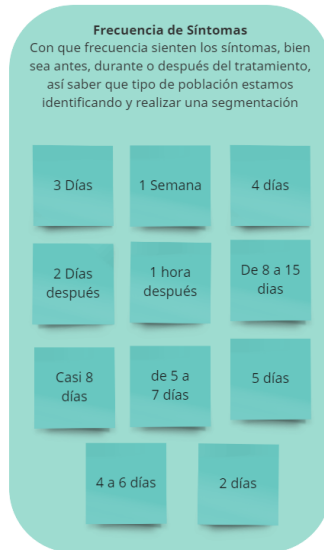 Frecuencia de Síntomas
Con que frecuencia sienten los síntomas, bien
sea antes, durante o después del tratamiento,
así saber que tipo de población estamos
identificando y realizar una segmentación
3 Días
1 Semana
4 días
2 Días
después
1 hora
después
De 8 a 15
dias
Casi 8
días
de 5 a
7 días
5 días
4 a 6 días
2 días